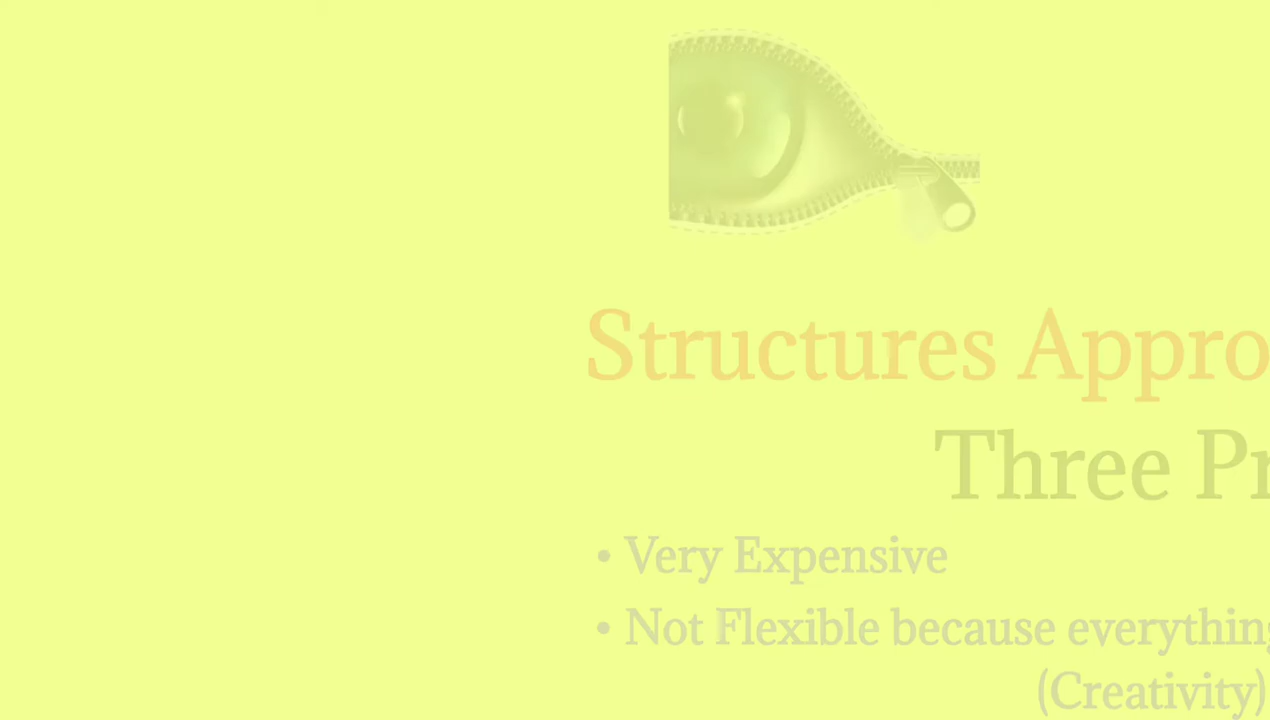 Structures Appro
Three Pr
• Very Expensive
• Not Flexible because everything
(Creativity)